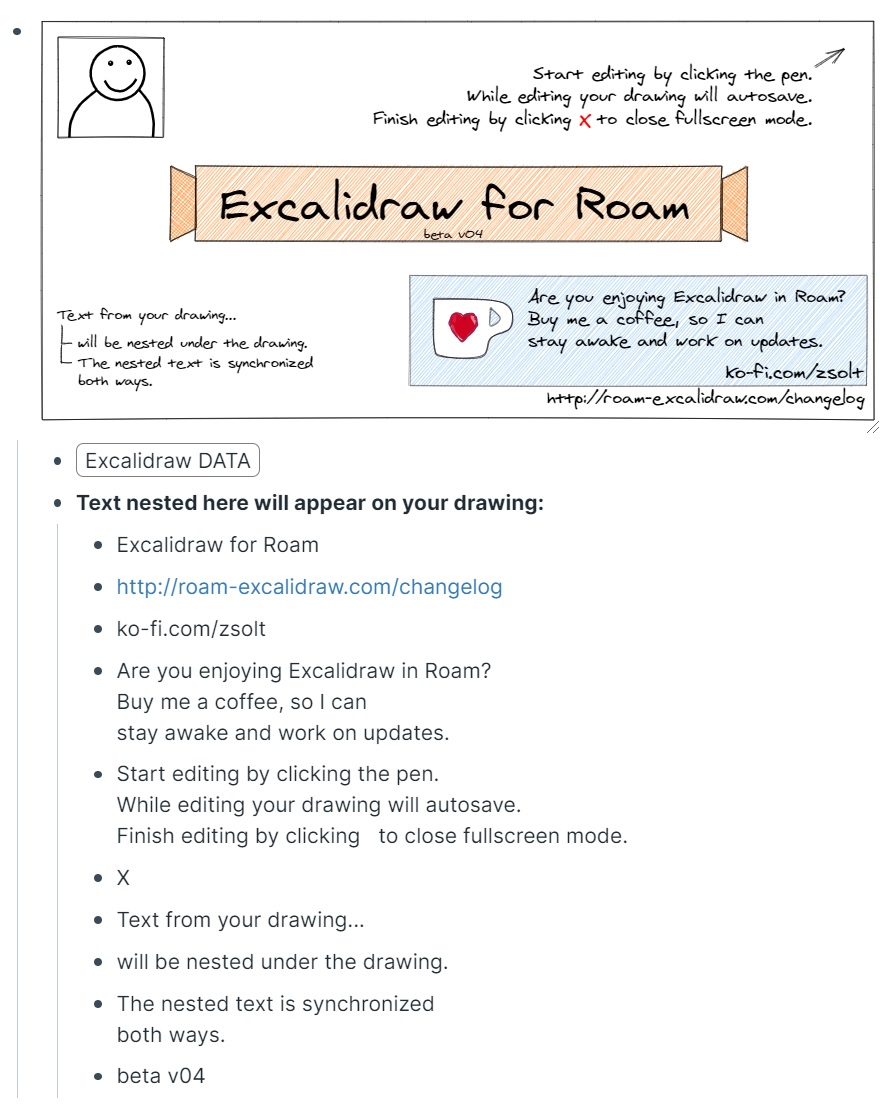 Start editing by clicking the pen.
While editing your drawing will autosave.
Finish editing by clicking X to close fullscreen mode.
Excalidraw for Roam
beta v04
Text from your drawing...
will be nested under the drawing.
The nested text is synchronized
both ways.
Are you enjoying Excalidraw in Roam?
Buy me a coffee, so I can
stay awake and work on updates.
ko-fi.com/zsolt
http://roam-excalidraw.com/changelog
Excalidraw DATA
Text nested here will appear on your drawing:
Excalidraw for Roam
http://roam-excalidraw.com/changelog
ko-fi.com/zsolt
Are you enjoying Excalidraw in Roam?
Buy me a coffee, so I can
stay awake and work on updates.
Start editing by clicking the pen.
While editing your drawing will autosave.
Finish editing by clicking   to close fullscreen mode.
X
Text from your drawing...
will be nested under the drawing.
The nested text is synchronized
both ways.
beta v04